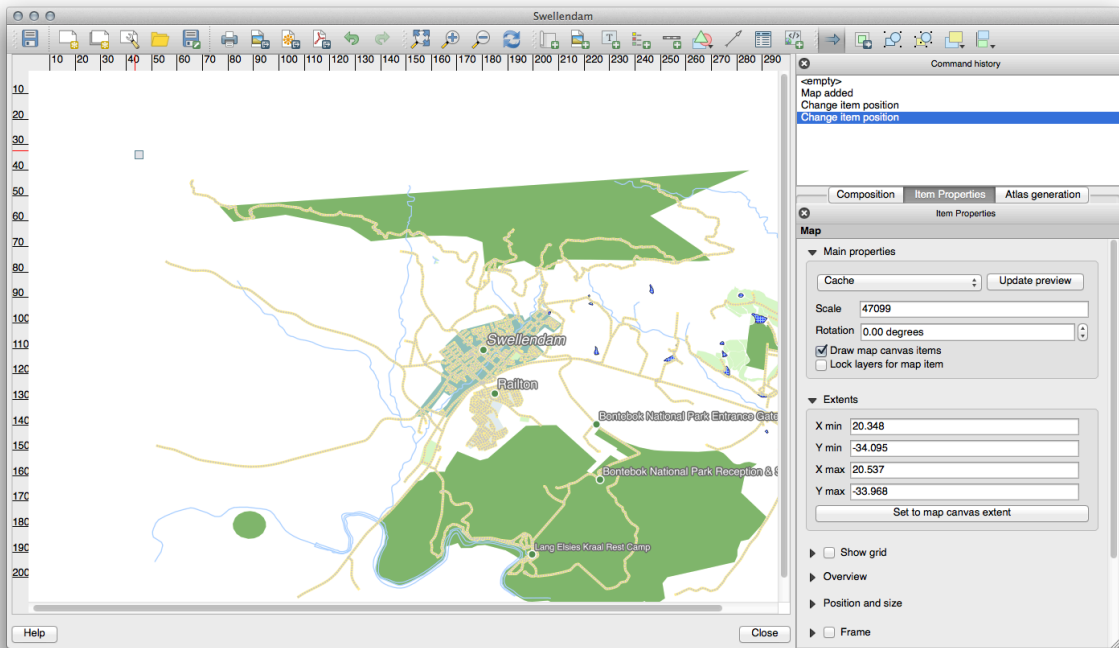 Swellendam
10 20 30 40 50 60 70 80 90 100 110 120 130 140 150 160 170 180 190 200 210 220 230 240 250 260 270 280 290
Command history
<empty>
Map added
Change item position
Change item position
10
20
30
40
50
60
70
80
90
100
110
120
130
140
150
160
170
180
190
200
Composition Item Properties Atlas generation
Item Properties
Map
Main properties
Cache Update preview
Scale 47099
Rotation 0.00 degrees
Draw map canvas items
Lock layers for map item
Extents
X min 20.348
Y min -34.095
X max 20.537
Y max -33.968
Set to map canvas extent
Show grid
Overview
Position and size
Frame
Swellendam
Railton
Bontebok National Park Entrance Gate
Bontebok National Park Reception & S
Lang Elsies Kraal Rest Camp
Help Close